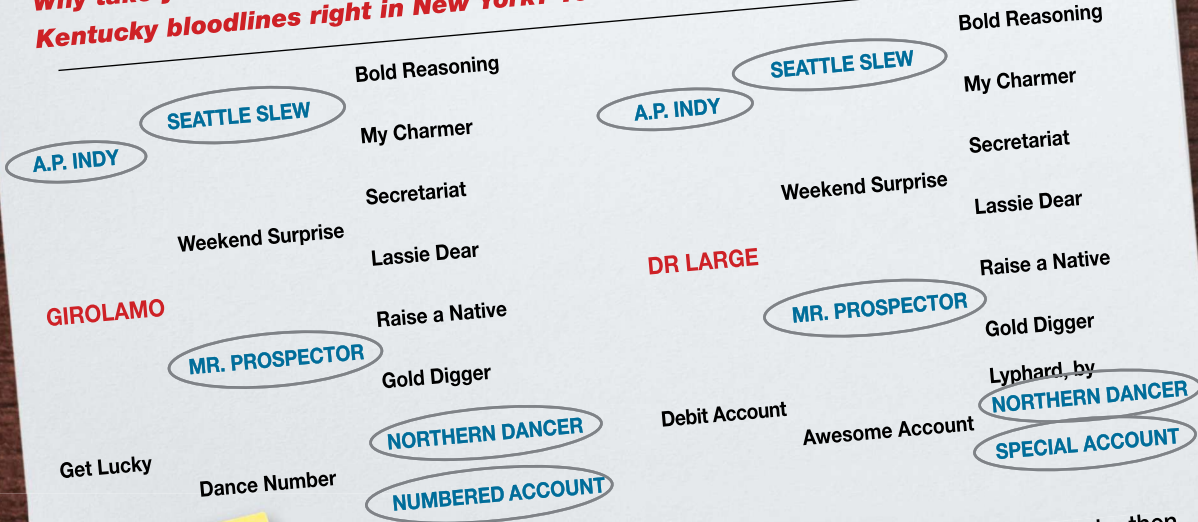 Kentucky bloodlines right in New York?
Bold Reasoning
SEATTLE SLEW
My Charmer
A.P. INDY
Secretariat
Weekend Surprise
Lassie Dear
GIROLAMO
Raise a Native
MR. PROSPECTOR
Gold Digger
NORTHERN DANCER
Get Lucky
Dance Number
NUMBERED ACCOUNT
Bold Reasoning
SEATTLE SLEW
My Charmer
A.P. INDY
Secretariat
Weekend Surprise
Lassie Dear
DR LARGE
Raise a Native
MR. PROSPECTOR
Gold Digger
Lyphard, by
NORTHERN DANCER
Debit Account
Awesome Account
SPECIAL ACCOUNT
then